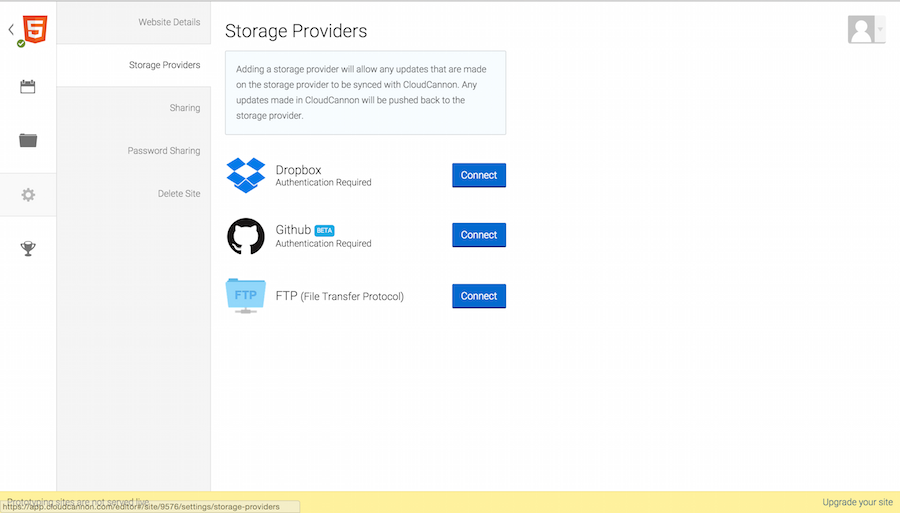 Website Details
Storage Providers
Sharing
Password Sharing
Delete Site
Storage Providers
Adding a storage provider will allow any updates that are made
on the storage provider to be synced with CloudCannon. Any
updates made in CloudCannon will be pushed back to the
storage provider.
Dropbox
Authentication Required
Connect
Github BETA
Authentication Required
Connect
FTP
FTP (File Transfer Protocol)
Connect
Prototyping sites are not served live
https://app.cloudcannon.com/editor#/site/9576/settings/storage-providers
Upgrade your site